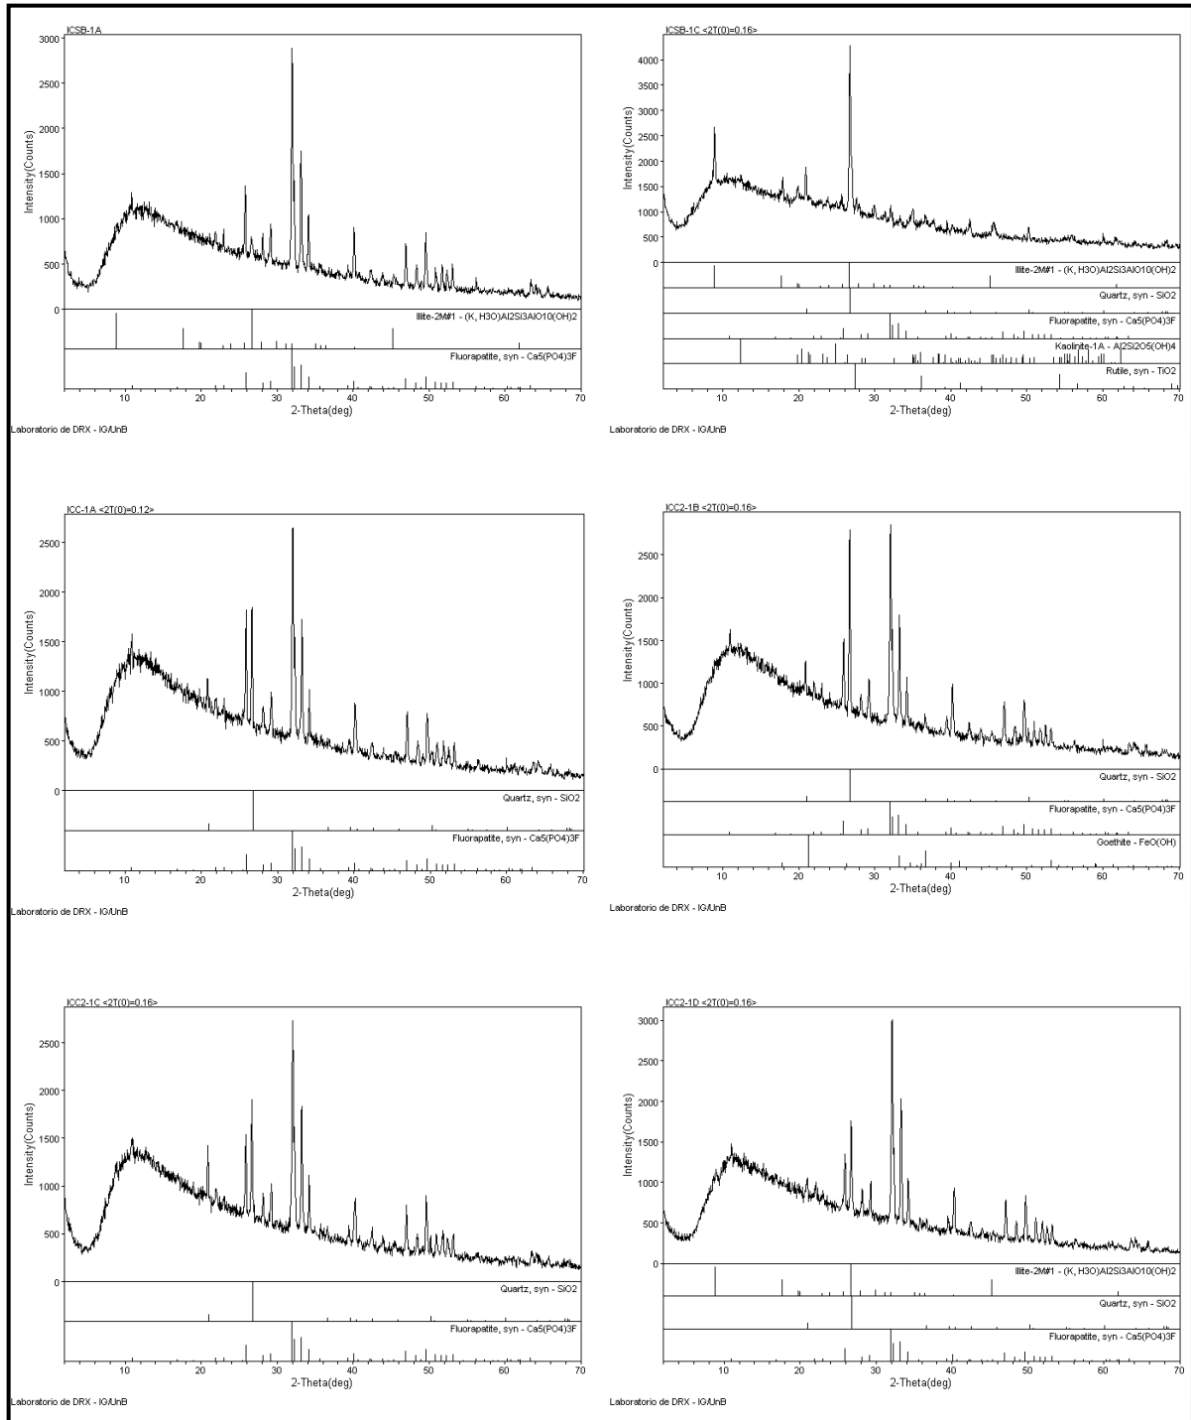 ICSB-1A
3000
2500
2000
1500
1000
500
0
Intensity(Counts)
Illite-2M#1 - (K, H3O)Al2Si3AlO10(OH)2
Fluorapatite, syn - Ca5(PO4)3F
10 20 30 40 50 60 70
2-Theta(deg)
Laboratorio de DRX - IG/UnB
ICSB-1C <2T(0)=0.16>
4000
3500
3000
2500
2000
1500
1000
500
0
Intensity(Counts)
Illite-2M#1 - (K, H3O)Al2Si3AlO10(OH)2
Quartz, syn - SiO2
Fluorapatite, syn - Ca5(PO4)3F
Kaolinite-1A - Al2Si2O5(OH)4
Rutile, syn - TiO2
10 20 30 40 50 60 70
2-Theta(deg)
Laboratorio de DRX - IG/UnB
ICC-1A <2T(0)=0.12>
2500
2000
1500
1000
500
0
Intensity(Counts)
Quartz, syn - SiO2
Fluorapatite, syn - Ca5(PO4)3F
10 20 30 40 50 60 70
2-Theta(deg)
Laboratorio de DRX - IG/UnB
ICC2-1B <2T(0)=0.16>
2500
2000
1500
1000
500
0
Intensity(Counts)
Quartz, syn - SiO2
Fluorapatite, syn - Ca5(PO4)3F
Goethite - FeO(OH)
10 20 30 40 50 60 70
2-Theta(deg)
Laboratorio de DRX - IG/UnB
ICC2-1C <2T(0)=0.16>
2500
2000
1500
1000
500
0
Intensity(Counts)
Quartz, syn - SiO2
Fluorapatite, syn - Ca5(PO4)3F
10 20 30 40 50 60 70
2-Theta(deg)
Laboratorio de DRX - IG/UnB
ICC2-1D <2T(0)=0.16>
3000
2500
2000
1500
1000
500
0
Intensity(Counts)
Illite-2M#1 - (K, H3O)Al2Si3AlO10(OH)2
Quartz, syn - SiO2
Fluorapatite, syn - Ca5(PO4)3F
10 20 30 40 50 60 70
2-Theta(deg)
Laboratorio de DRX - IG/UnB